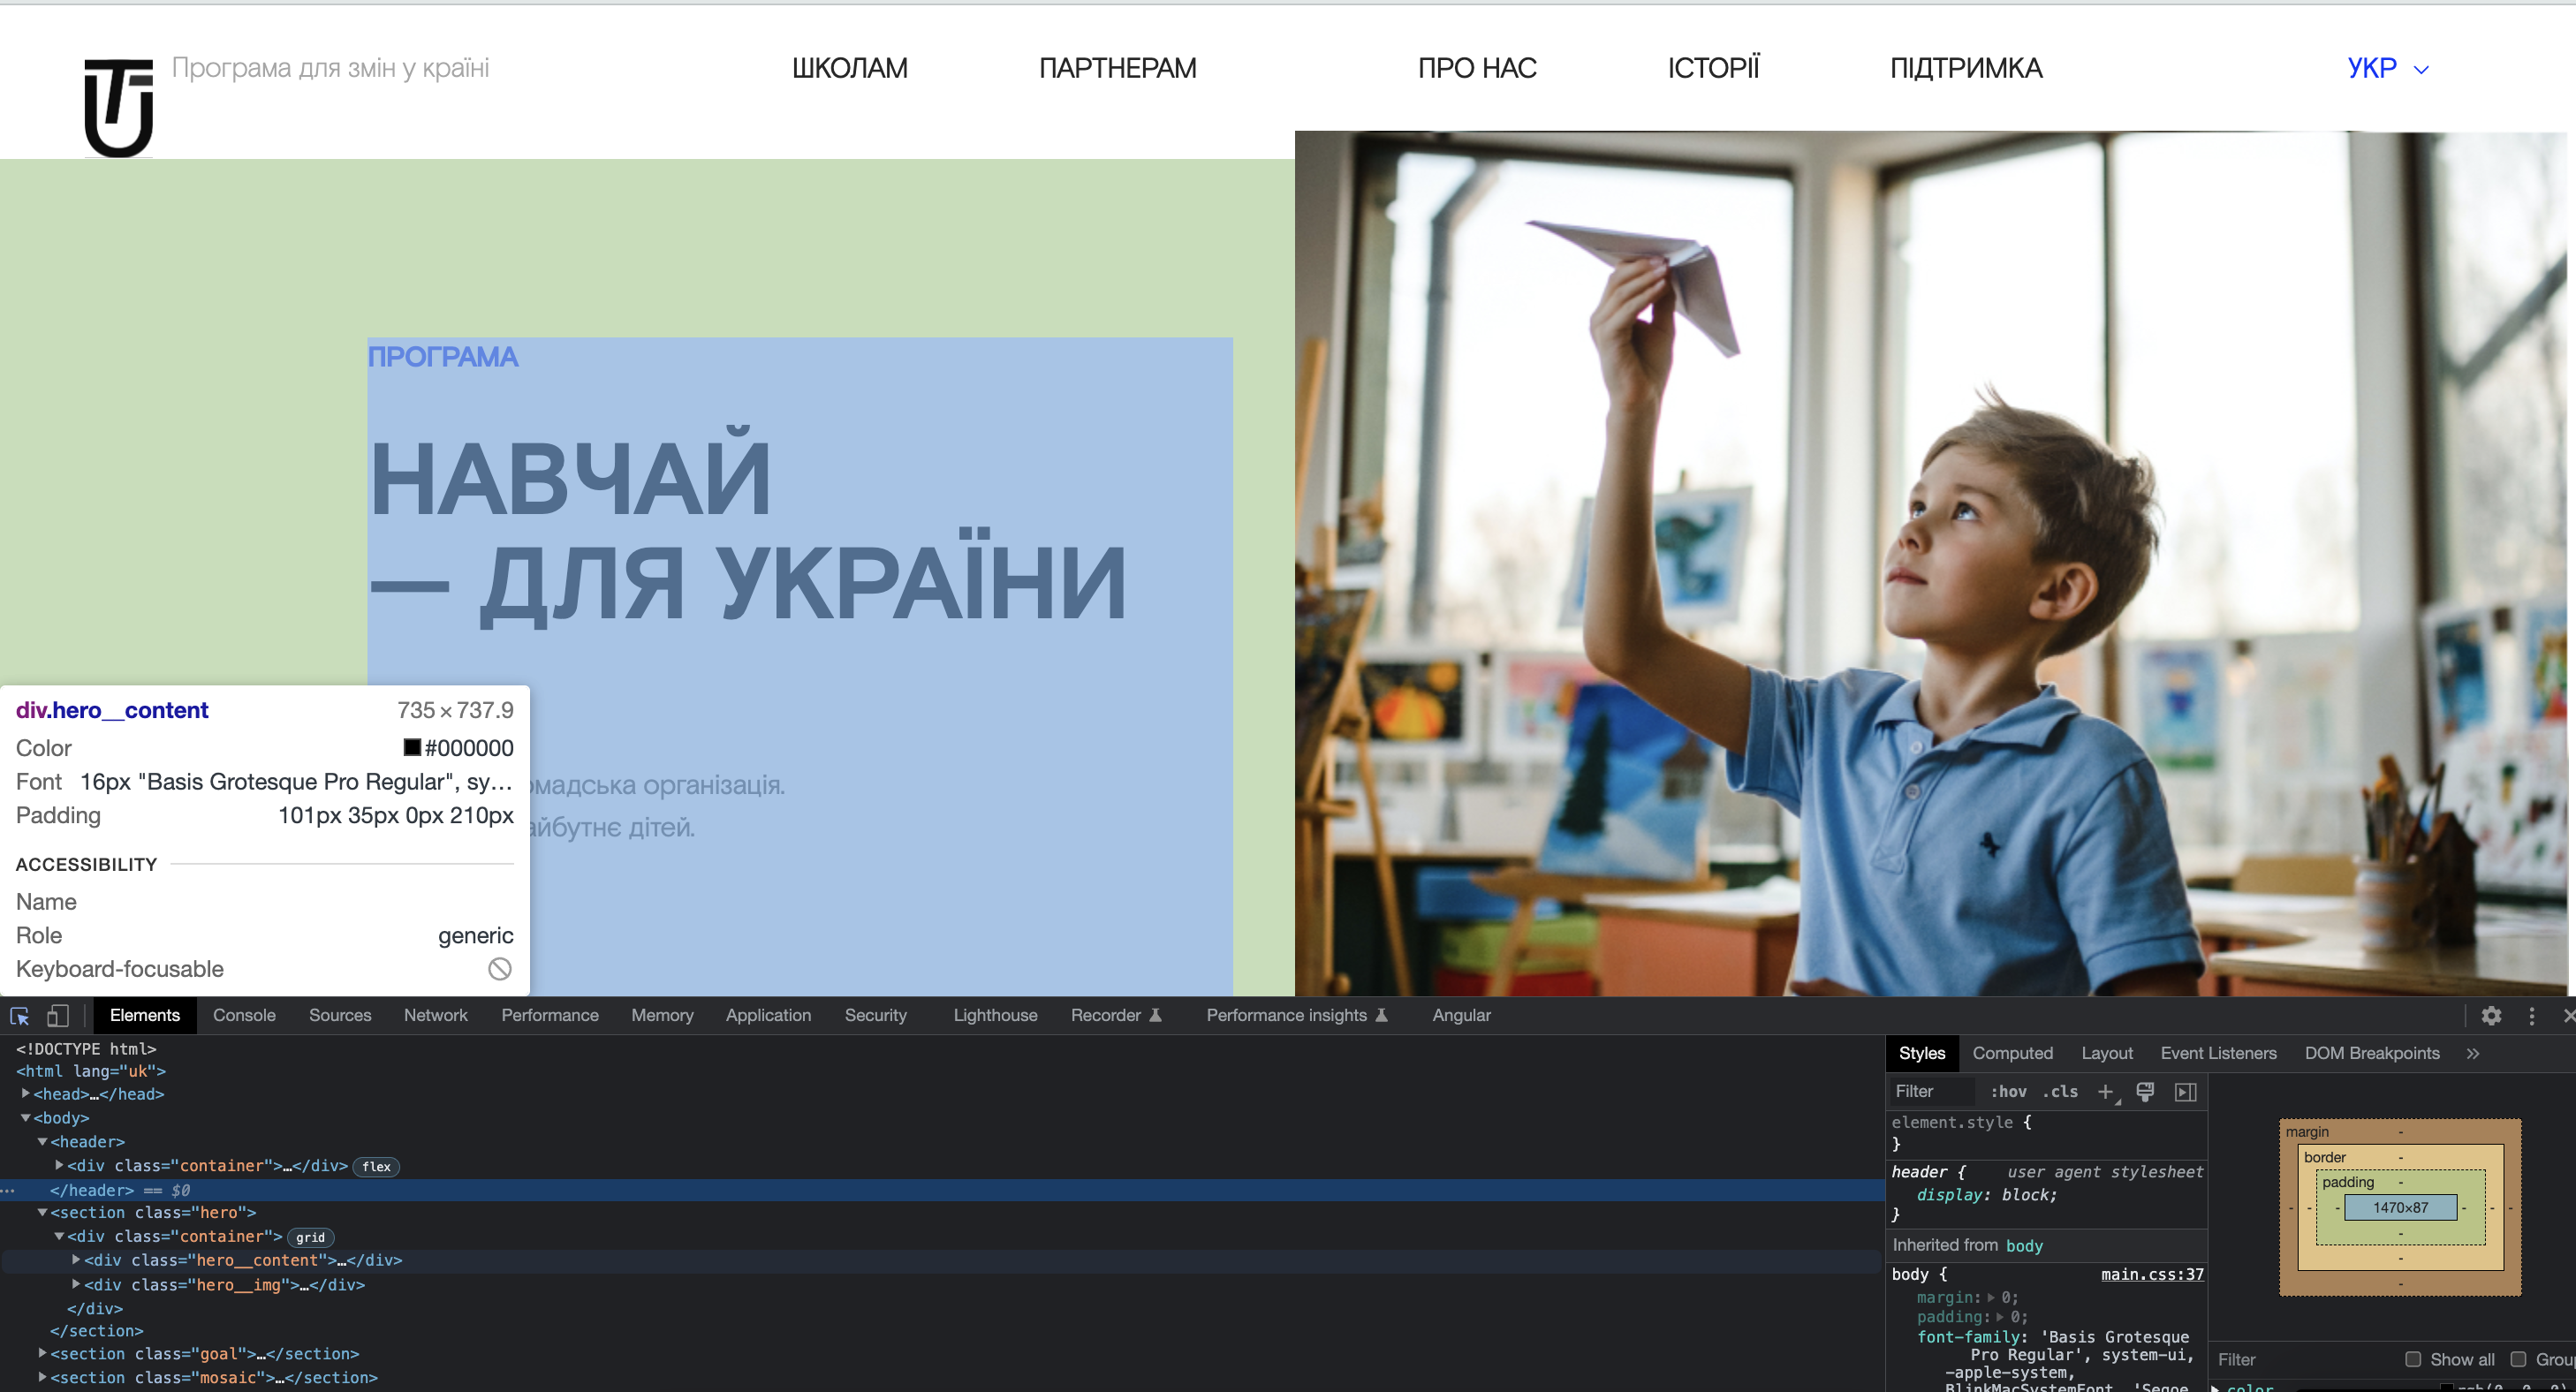 Програма для змін у країні
ШКОЛАМ
ПАРТНЕРАМ
ПРО НАС
ІСТОРІЇ
ПІДТРИМКА
УКР
ПРОГРАМА
НАВЧАЙ
— ДЛЯ УКРАЇНИ
омадська організація.
айбутнє дітей.
div.hero__content 735 × 737.9
Color #000000
Font 16px "Basis Grotesque Pro Regular", sy...
Padding 101px 35px 0px 210px
ACCESSIBILITY
Name
Role generic
Keyboard-focusable
Elements Console Sources Network Performance Memory Application Security Lighthouse Recorder Performance insights Angular
<!DOCTYPE html>
<html lang="uk">
<head>…</head>
<body>
<header>
<div class="container">…</div> flex
</header> == $0
<section class="hero">
<div class="container"> grid
<div class="hero__content">…</div>
<div class="hero__img">…</div>
</div>
</section>
<section class="goal">…</section>
<section class="mosaic">…</section>
Styles Computed Layout Event Listeners DOM Breakpoints
Filter :hov .cls
element.style {
}
header { user agent stylesheet
display: block;
}
Inherited from body
body { main.css:37
margin: 0;
padding: 0;
font-family: 'Basis Grotesque
Pro Regular', system-ui,
-apple-system,
BlinkMacSystemFont, 'Segoe
margin -
border -
padding -
1470×87
Filter Show all Grou
color